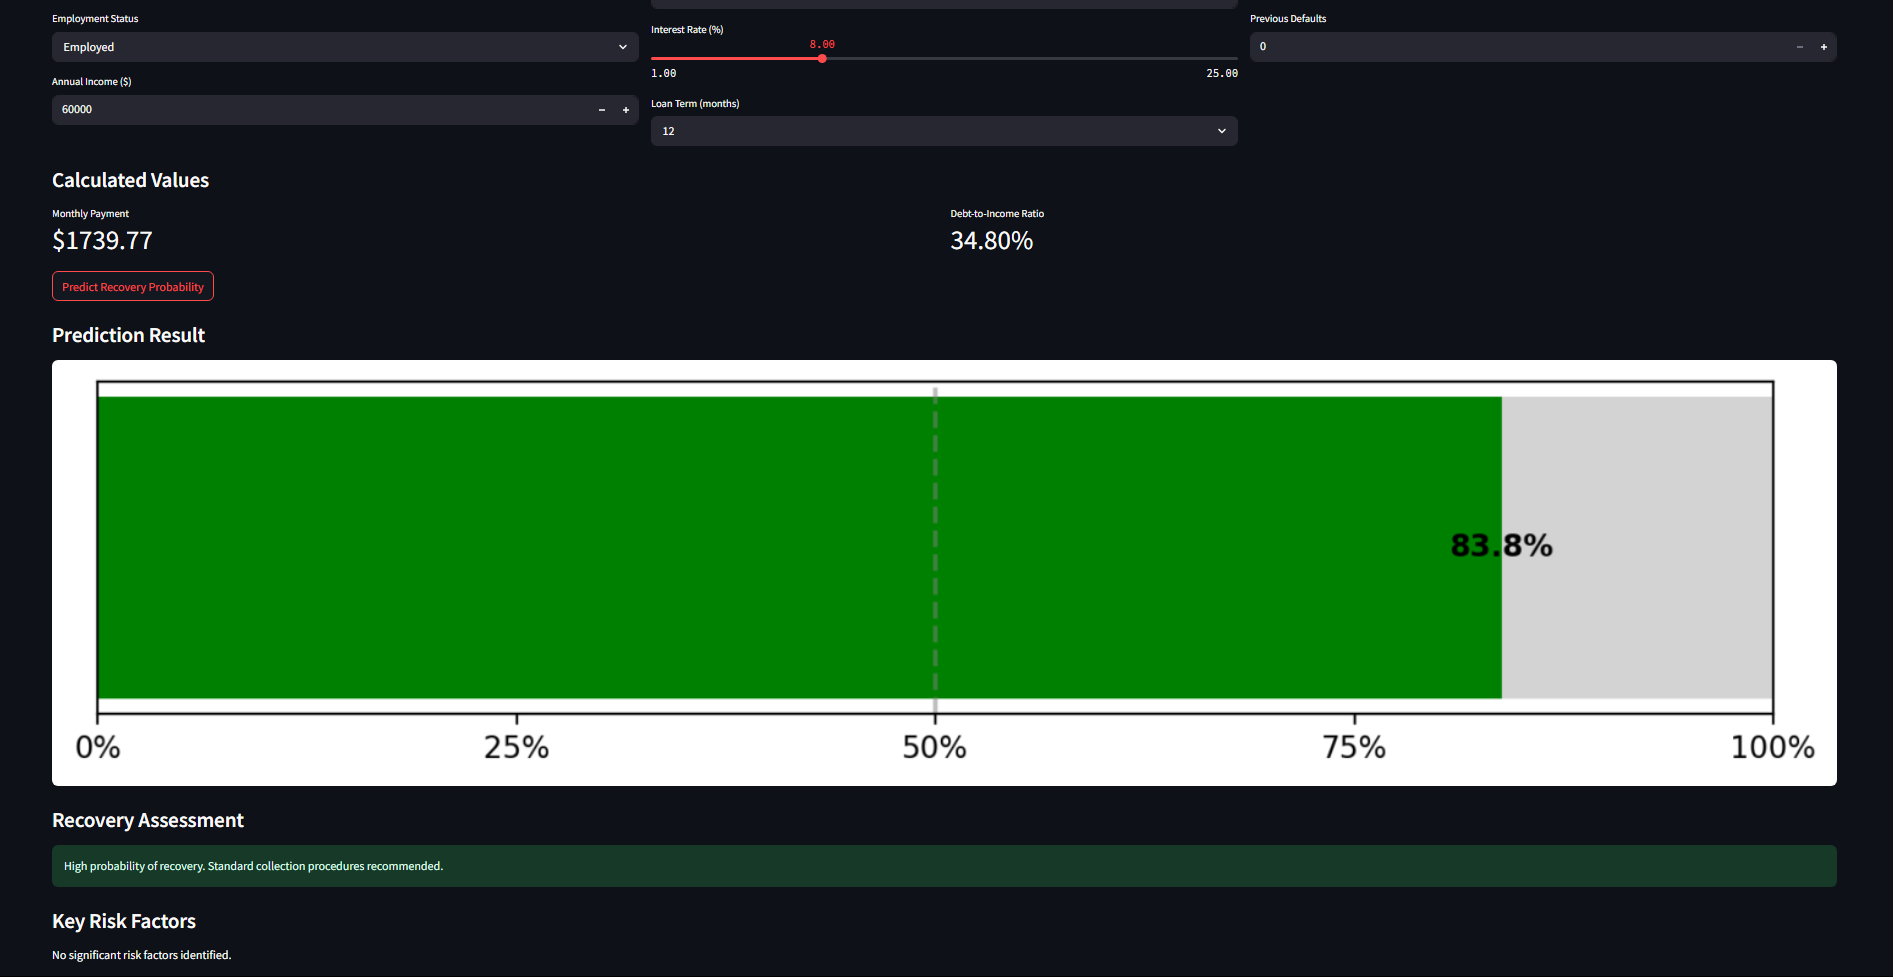 Employment Status
Employed
Annual Income ($)
60000
Interest Rate (%)
8.00
1.00 25.00
Loan Term (months)
12
Previous Defaults
0
Calculated Values
Monthly Payment
$1739.77
Debt-to-Income Ratio
34.80%
Predict Recovery Probability
Prediction Result
83.8%
0% 25% 50% 75% 100%
Recovery Assessment
High probability of recovery. Standard collection procedures recommended.
Key Risk Factors
No significant risk factors identified.